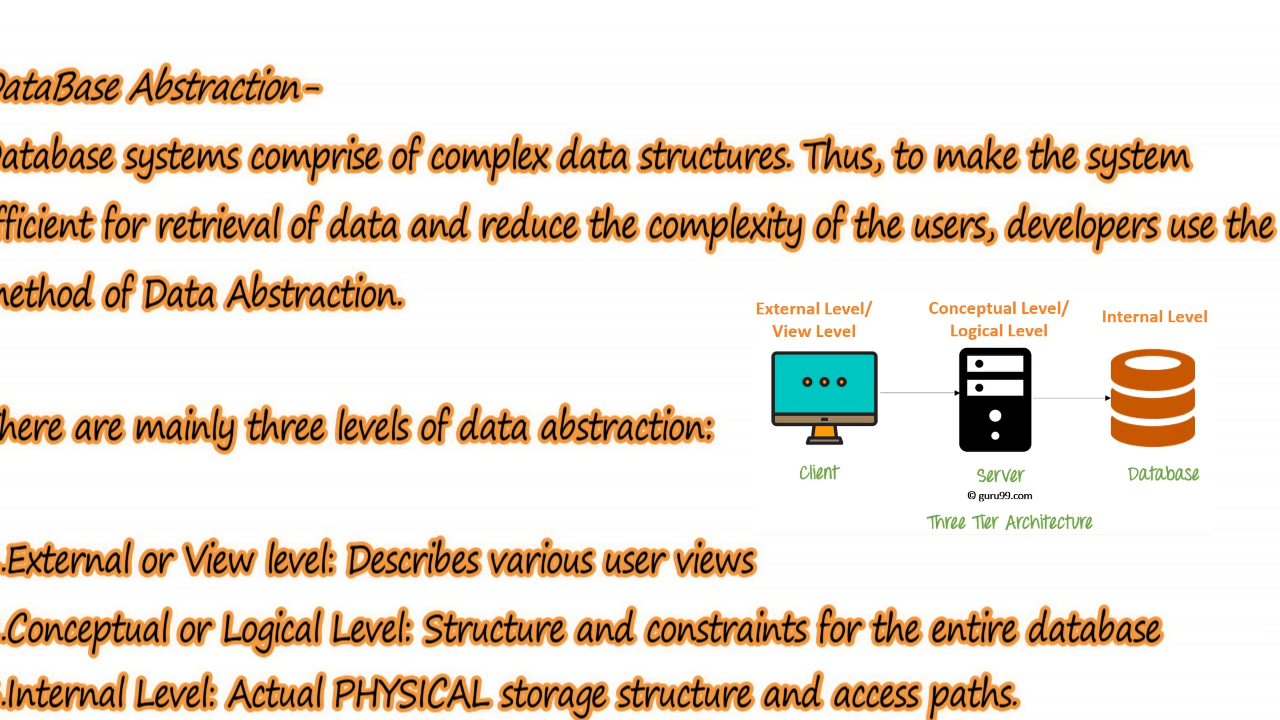 DataBase Abstraction-
Database systems comprise of complex data structures. Thus, to make the system
fficient for retrieval of data and reduce the complexity of the users, developers use the
method of Data Abstraction.
here are mainly three levels of data abstraction:
.External or View level: Describes various user views
.Conceptual or Logical Level: Structure and constraints for the entire database
.Internal Level: Actual PHYSICAL storage structure and access paths.
External Level/
View Level
Conceptual Level/
Logical Level
Internal Level
Client
Server
Database
© guru99.com
Three Tier Architecture